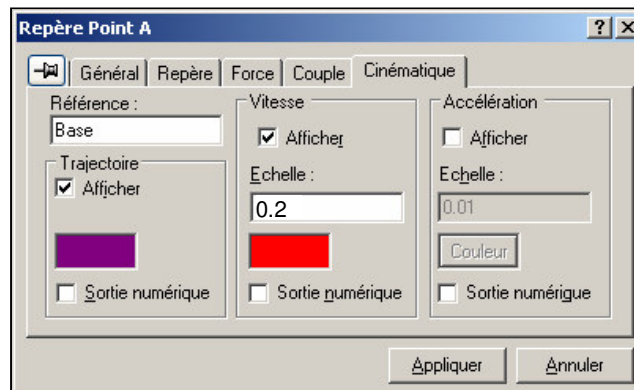 Repère Point A
Général Repère Force Couple Cinématique
Référence :
Base
Trajectoire
Afficher
Sortie numérique
Vitesse
Afficher
Echelle :
0.2
Sortie numérique
Accélération
Afficher
Echelle :
0.01
Couleur
Sortie numérique
Appliquer Annuler